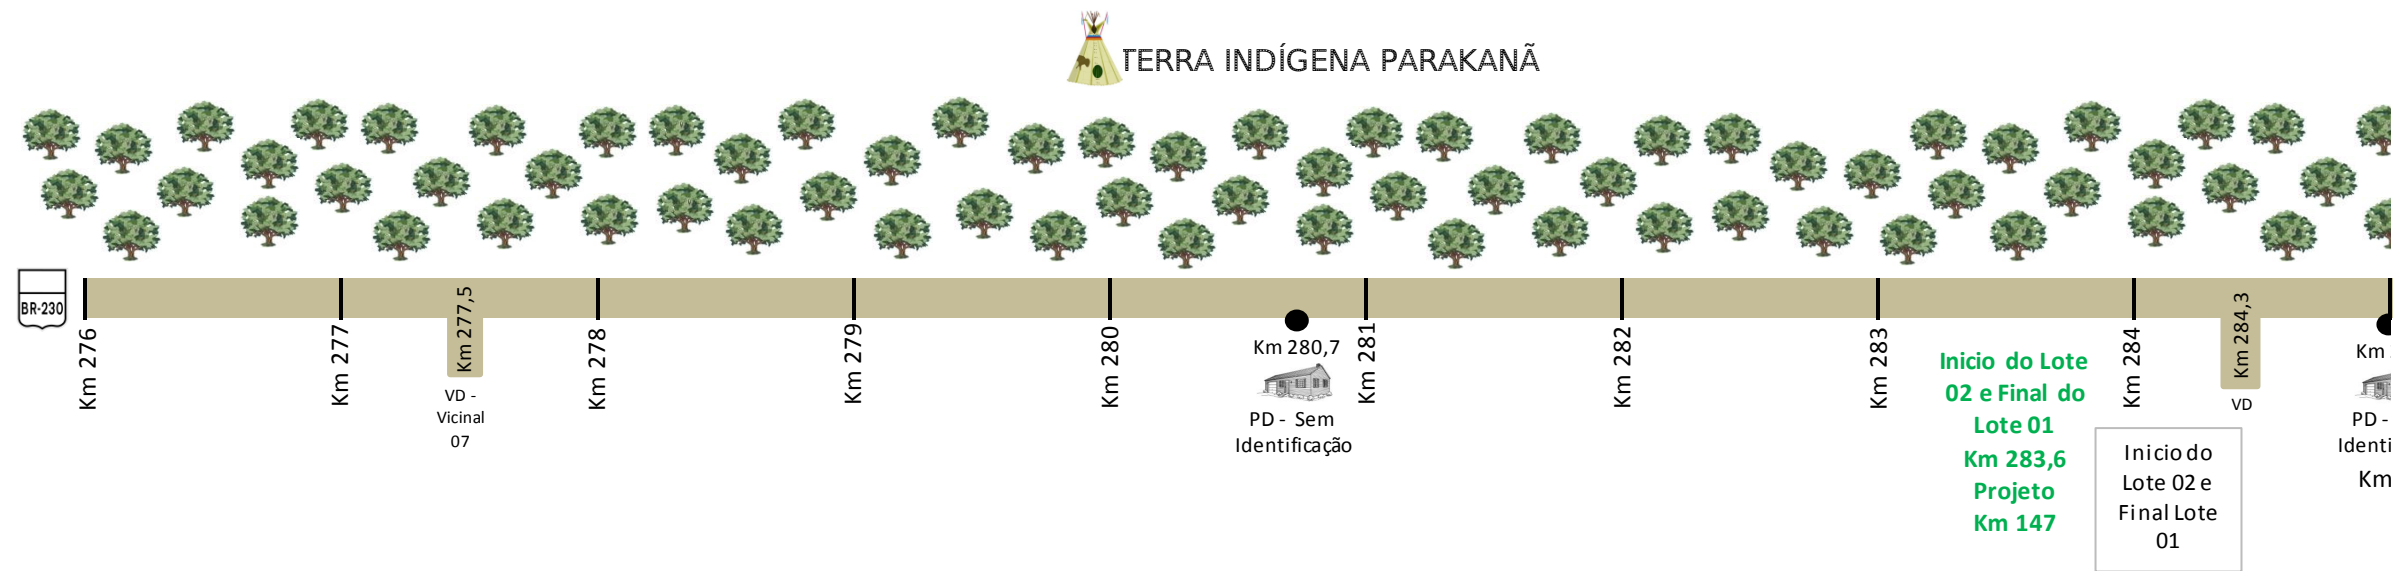 TERRA INDÍGENA PARAKANÃ
BR-230
Km 276
Km 277
Km 277,5
VD -
Vicinal
07
Km 278
Km 279
Km 280
Km 280,7
PD - Sem
Identificação
Km 281
Km 282
Km 283
Inicio do Lote
02 e Final do
Lote 01
Km 283,6
Projeto
Km 147
Km 284
Inicio do
Lote 02 e
Final Lote
01
Km 284,3
VD
Km
PD -
Km